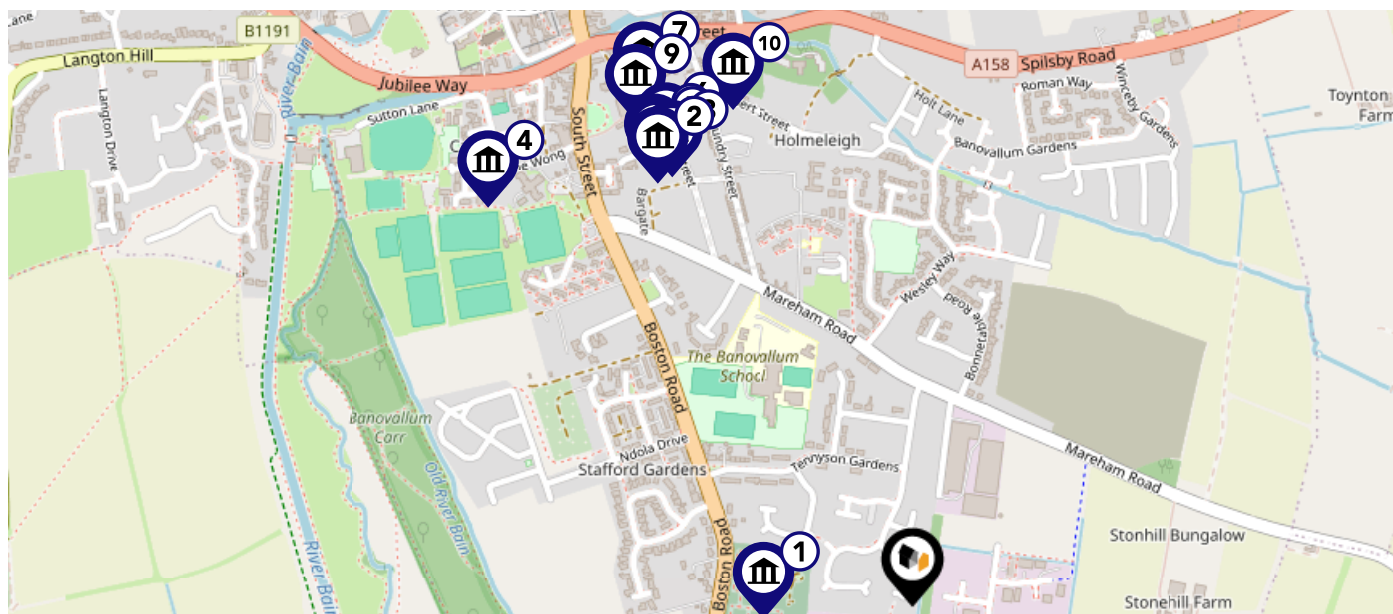 B1191
Langton Hill
River Bain
Langton Drive
Jubilee Way
Sutton Lane
South Street
7
9
10
2
4
Bargate
A158
Spilsby Road
Roman Way
Winceby Gardens
Holt Lane
Banovallum Gardens
Holmeleigh
Toynton
Farm
Wesley Way
Bonnetable Road
Mareham Road
Boston Road
The Banovallum
School
Banovallum
Carr
Old River Bain
Ndola Drive
Stafford Gardens
Tennyson Gardens
Mareham Road
Boston Road
1
Stonhill Bungalow
Stonehill Farm
River Bain